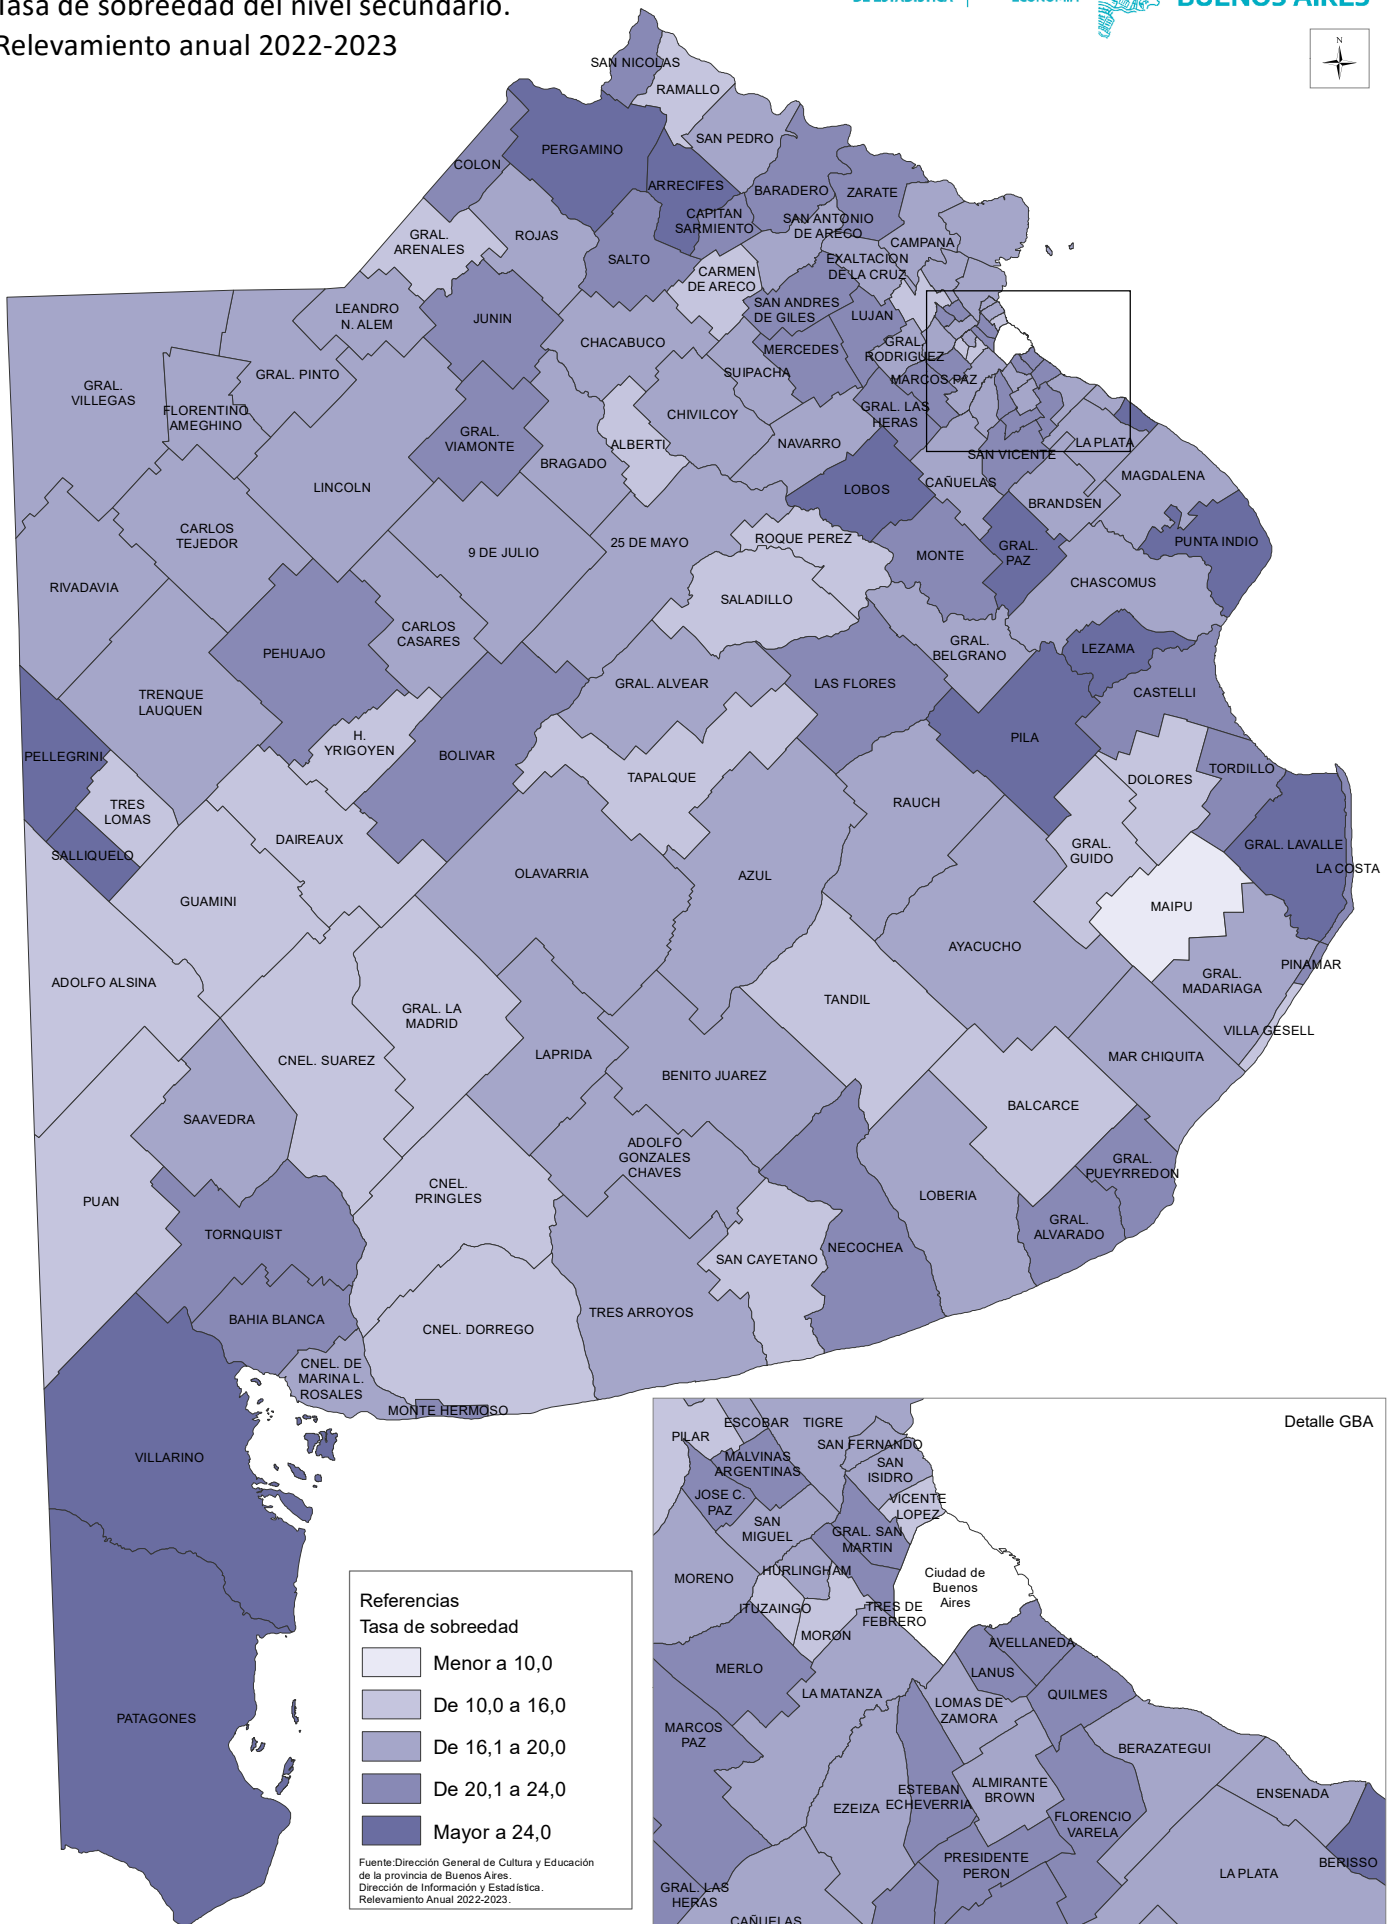 Tasa de sobreedad del nivel secundario.
Relevamiento anual 2022-2023
DE ESTADÍSTICA
ECONOMÍA
BUENOS AIRES
N
SAN NICOLAS
RAMALLO
SAN PEDRO
PERGAMINO
COLON
ARRECIFES
BARADERO
ZARATE
CAPITAN
SARMIENTO
SAN ANTONIO
DE ARECO
CAMPANA
GRAL.
ARENALES
ROJAS
SALTO
EXALTACION
DE LA CRUZ
CARMEN
DE ARECO
SAN ANDRES
DE GILES
LUJAN
LEANDRO
N. ALEM
JUNIN
CHACABUCO
MERCEDES
GRAL.
RODRIGUEZ
SUIPACHA
MARCOS PAZ
GRAL.
VILLEGAS
GRAL. PINTO
FLORENTINO
AMEGHINO
GRAL.
VIAMONTE
CHIVILCOY
GRAL. LAS
HERAS
ALBERTI
NAVARRO
LA PLATA
BRAGADO
SAN VICENTE
LINCOLN
LOBOS
CAÑUELAS
MAGDALENA
BRANDSEN
CARLOS
TEJEDOR
9 DE JULIO
25 DE MAYO
ROQUE PEREZ
MONTE
GRAL.
PAZ
PUNTA INDIO
RIVADAVIA
SALADILLO
CHASCOMUS
CARLOS
CASARES
PEHUAJO
GRAL.
BELGRANO
LEZAMA
TRENQUE
LAUQUEN
GRAL. ALVEAR
LAS FLORES
CASTELLI
H.
YRIGOYEN
PELLEGRINI
BOLIVAR
PILA
TAPALQUE
DOLORES
TORDILLO
TRES
LOMAS
RAUCH
DAIREAUX
SALLIQUELO
GRAL.
GUIDO
GRAL. LAVALLE
LA COSTA
OLAVARRIA
AZUL
GUAMINI
MAIPU
AYACUCHO
ADOLFO ALSINA
PINAMAR
GRAL.
MADARIAGA
TANDIL
GRAL. LA
MADRID
VILLA GESELL
CNEL. SUAREZ
LAPRIDA
MAR CHIQUITA
BENITO JUAREZ
BALCARCE
SAAVEDRA
ADOLFO
GONZALES
CHAVES
GRAL.
PUEYRREDON
PUAN
CNEL.
PRINGLES
LOBERIA
GRAL.
ALVARADO
TORNQUIST
NECOCHEA
SAN CAYETANO
BAHIA BLANCA
TRES ARROYOS
CNEL. DORREGO
CNEL. DE
MARINA L.
ROSALES
MONTE HERMOSO
VILLARINO
PATAGONES
Referencias
Tasa de sobreedad
Menor a 10,0
De 10,0 a 16,0
De 16,1 a 20,0
De 20,1 a 24,0
Mayor a 24,0
Fuente:Dirección General de Cultura y Educación
de la provincia de Buenos Aires.
Dirección de Información y Estadística.
Relevamiento Anual 2022-2023.
Detalle GBA
ESCOBAR
TIGRE
PILAR
SAN FERNANDO
MALVINAS
ARGENTINAS
SAN
ISIDRO
JOSE C.
PAZ
VICENTE
LOPEZ
SAN
MIGUEL
GRAL. SAN
MARTIN
HURLINGHAM
MORENO
Ciudad de
Buenos
Aires
ITUZAINGO
TRES DE
FEBRERO
MORON
AVELLANEDA
MERLO
LANUS
LA MATANZA
QUILMES
LOMAS DE
ZAMORA
MARCOS
PAZ
BERAZATEGUI
ALMIRANTE
BROWN
ESTEBAN
ECHEVERRIA
ENSENADA
EZEIZA
FLORENCIO
VARELA
PRESIDENTE
PERON
BERISSO
LA PLATA
GRAL. LAS
HERAS
CAÑUELAS